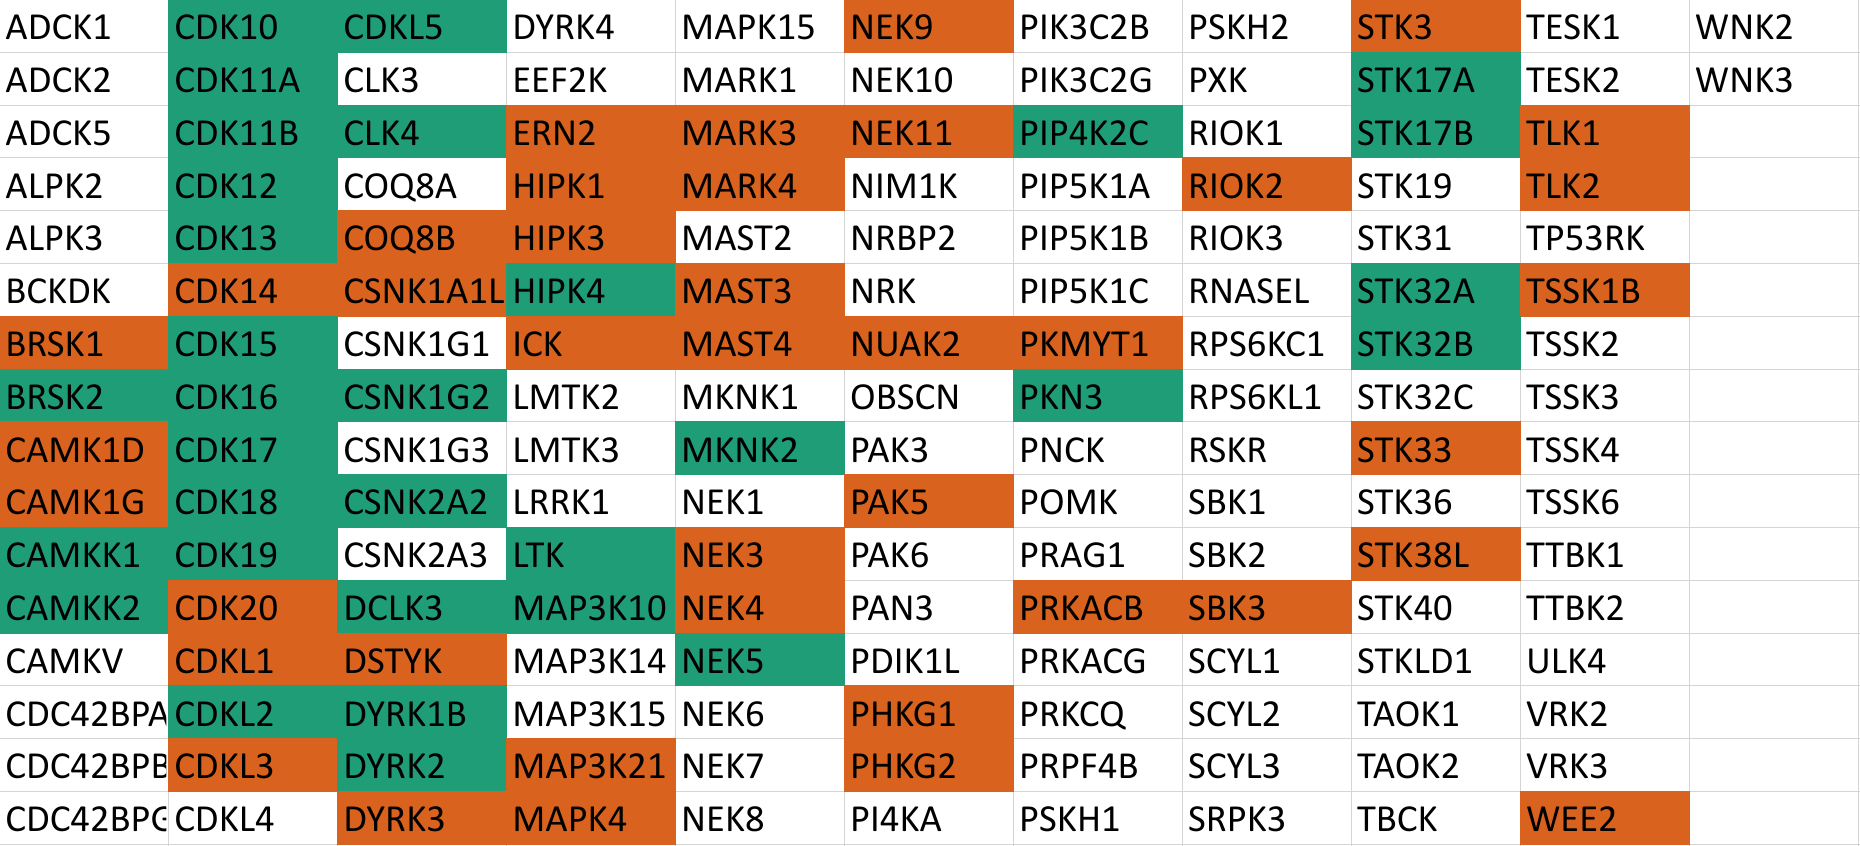 ADCK1 CDK10 CDKL5 DYRK4 MAPK15 NEK9 PIK3C2B PSKH2 STK3 TESK1 WNK2
ADCK2 CDK11A CLK3 EEF2K MARK1 NEK10 PIK3C2G PXK STK17A TESK2 WNK3
ADCK5 CDK11B CLK4 ERN2 MARK3 NEK11 PIP4K2C RIOK1 STK17B TLK1
ALPK2 CDK12 COQ8A HIPK1 MARK4 NIM1K PIP5K1A RIOK2 STK19 TLK2
ALPK3 CDK13 COQ8B HIPK3 MAST2 NRBP2 PIP5K1B RIOK3 STK31 TP53RK
BCKDK CDK14 CSNK1A1L HIPK4 MAST3 NRK PIP5K1C RNASEL STK32A TSSK1B
BRSK1 CDK15 CSNK1G1 ICK MAST4 NUAK2 PKMYT1 RPS6KC1 STK32B TSSK2
BRSK2 CDK16 CSNK1G2 LMTK2 MKNK1 OBSCN PKN3 RPS6KL1 STK32C TSSK3
CAMK1D CDK17 CSNK1G3 LMTK3 MKNK2 PAK3 PNCK RSKR STK33 TSSK4
CAMK1G CDK18 CSNK2A2 LRRK1 NEK1 PAK5 POMK SBK1 STK36 TSSK6
CAMKK1 CDK19 CSNK2A3 LTK NEK3 PAK6 PRAG1 SBK2 STK38L TTBK1
CAMKK2 CDK20 DCLK3 MAP3K10 NEK4 PAN3 PRKACB SBK3 STK40 TTBK2
CAMKV CDKL1 DSTYK MAP3K14 NEK5 PDIK1L PRKACG SCYL1 STKLD1 ULK4
CDC42BPA CDKL2 DYRK1B MAP3K15 NEK6 PHKG1 PRKCQ SCYL2 TAOK1 VRK2
CDC42BPB CDKL3 DYRK2 MAP3K21 NEK7 PHKG2 PRPF4B SCYL3 TAOK2 VRK3
CDC42BPG CDKL4 DYRK3 MAPK4 NEK8 PI4KA PSKH1 SRPK3 TBCK WEE2